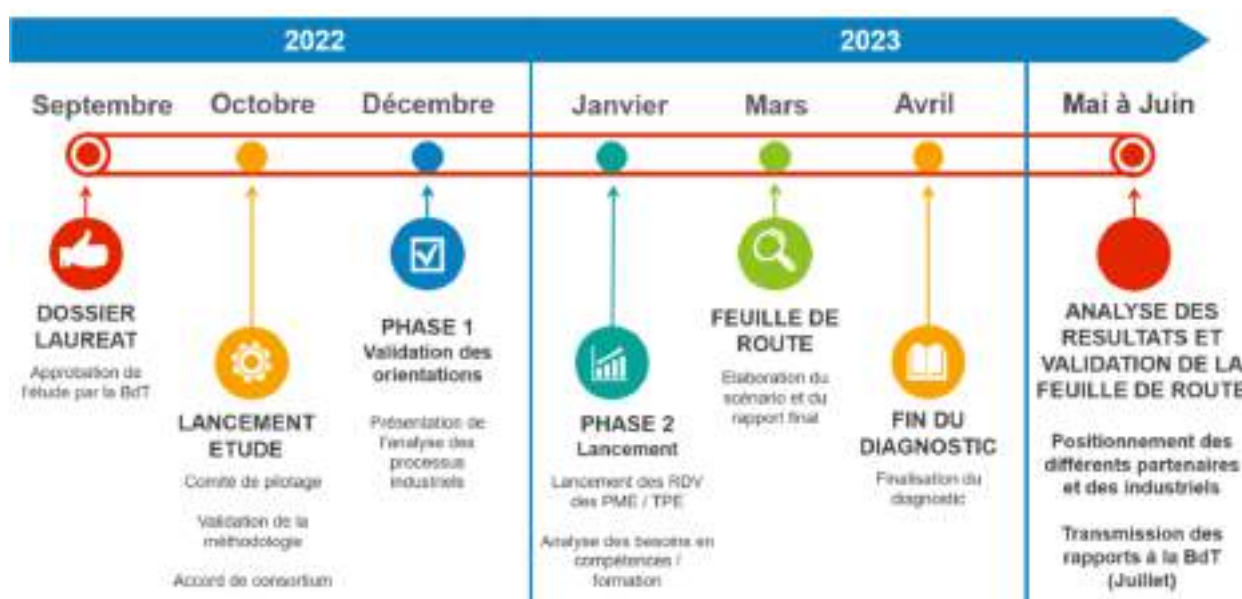 2022
2023
Septembre
Octobre
Décembre
Janvier
Mars
Avril
Mai à Juin
DOSSIER
LAUREAT
Approbation de
l'étude par la BdT
LANCEMENT
ETUDE
Comité de pilotage
Validation de la
méthodologie
Accord de consortium
PHASE 1
Validation des
orientations
Présentation de
l'analyse des
processus
industriels
PHASE 2
Lancement
Lancement des RDV
des PME / TPE
Analyse des besoins en
compétences /
formation
FEUILLE DE
ROUTE
Elaboration du
scénario et du
rapport final
FIN DU
DIAGNOSTIC
Finalisation du
diagnostic
ANALYSE DES
RESULTATS ET
VALIDATION DE LA
FEUILLE DE ROUTE
Positionnement des
différents partenaires
et des industriels
Transmission des
rapports à la BdT
(Juillet)